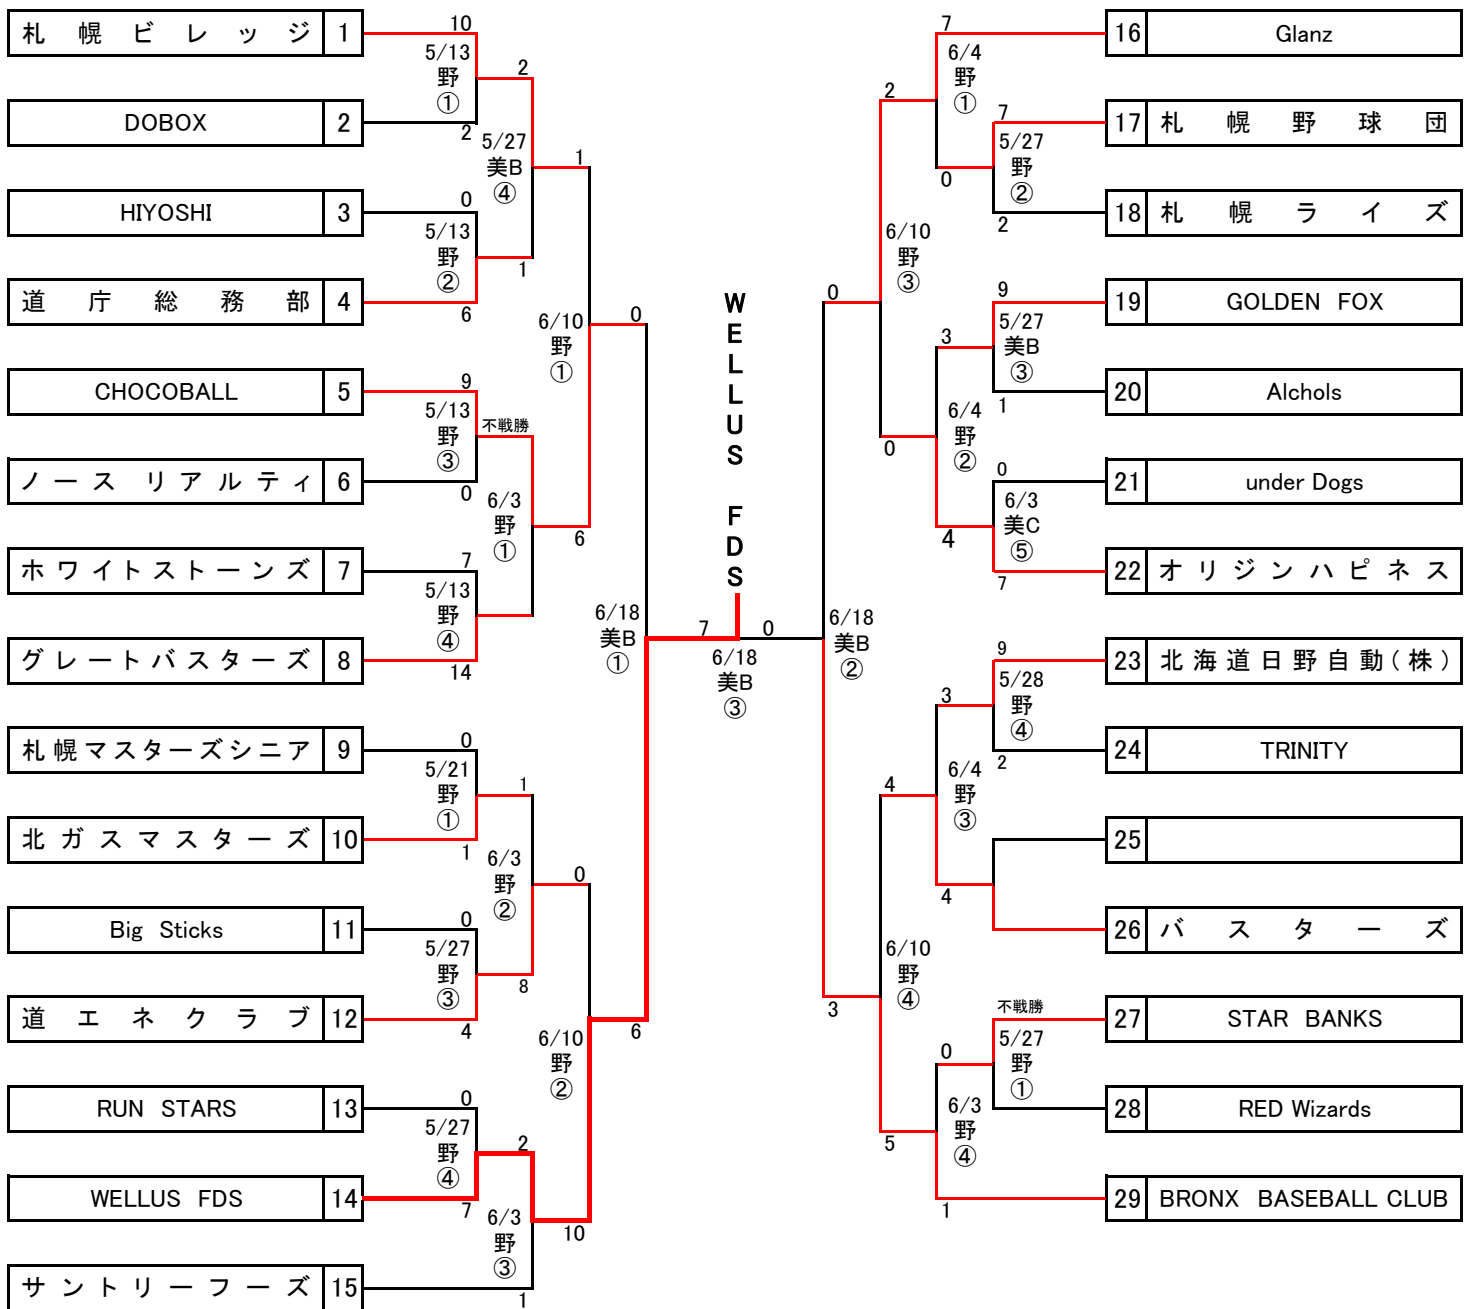 札幌ビレッジ 1
DOBOX 2
HIYOSHI 3
道庁総務部 4
CHOCOBALL 5
ノースリアルティ 6
ホワイトストーンズ 7
グレートバスターズ 8
札幌マスターズシニア 9
北ガスマスターズ 10
Big Sticks 11
道エネクラブ 12
RUN STARS 13
WELLUS FDS 14
サントリーフーズ 15
10
5/13
野
①
2
0
5/13
野
②
6
9
5/13
野
③
0
7
5/13
野
④
14
0
5/21
野
①
1
0
5/27
野
③
4
0
5/27
野
④
7
2
5/27
美B
④
1
不戦勝
6/3
野
①
1
6/3
野
②
8
2
6/3
野
③
1
1
6/10
野
①
6
0
6/10
野
②
10
0
6/18
美B
①
6
WELLUS FDS
7
0
6/18
美B
③
0
6/18
美B
②
3
2
6/10
野
③
0
4
6/10
野
④
5
7
6/4
野
①
0
3
6/4
野
②
4
3
6/4
野
③
4
0
6/3
野
④
1
7
5/27
野
②
2
9
5/27
美B
③
1
0
6/3
美C
⑤
7
9
5/28
野
④
2
不戦勝
5/27
野
①
16 Glanz
17 札幌野球団
18 札幌ライズ
19 GOLDEN FOX
20 Alchols
21 under Dogs
22 オリジンハピネス
23 北海道日野自動(株)
24 TRINITY
25
26 バスターズ
27 STAR BANKS
28 RED Wizards
29 BRONX BASEBALL CLUB